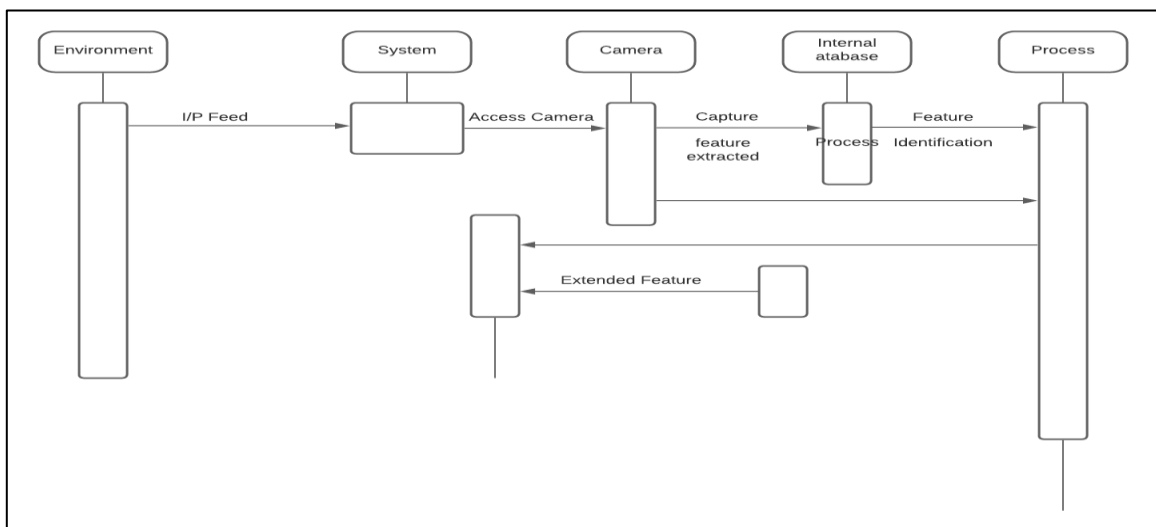 Environment
System
Camera
Internal
atabase
Process
I/P Feed
Access Camera
Capture
feature
extracted
Process
Feature
Identification
Extended Feature